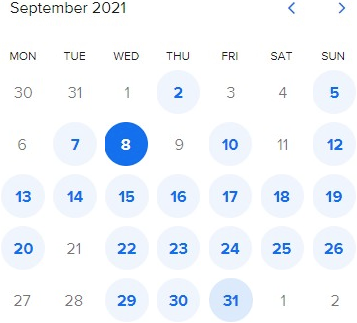 September 2021
MON TUE WED THU FRI SAT SUN
30 31 1 2 3 4 5
6 7 8 9 10 11 12
13 14 15 16 17 18 19
20 21 22 23 24 25 26
27 28 29 30 31 1 2